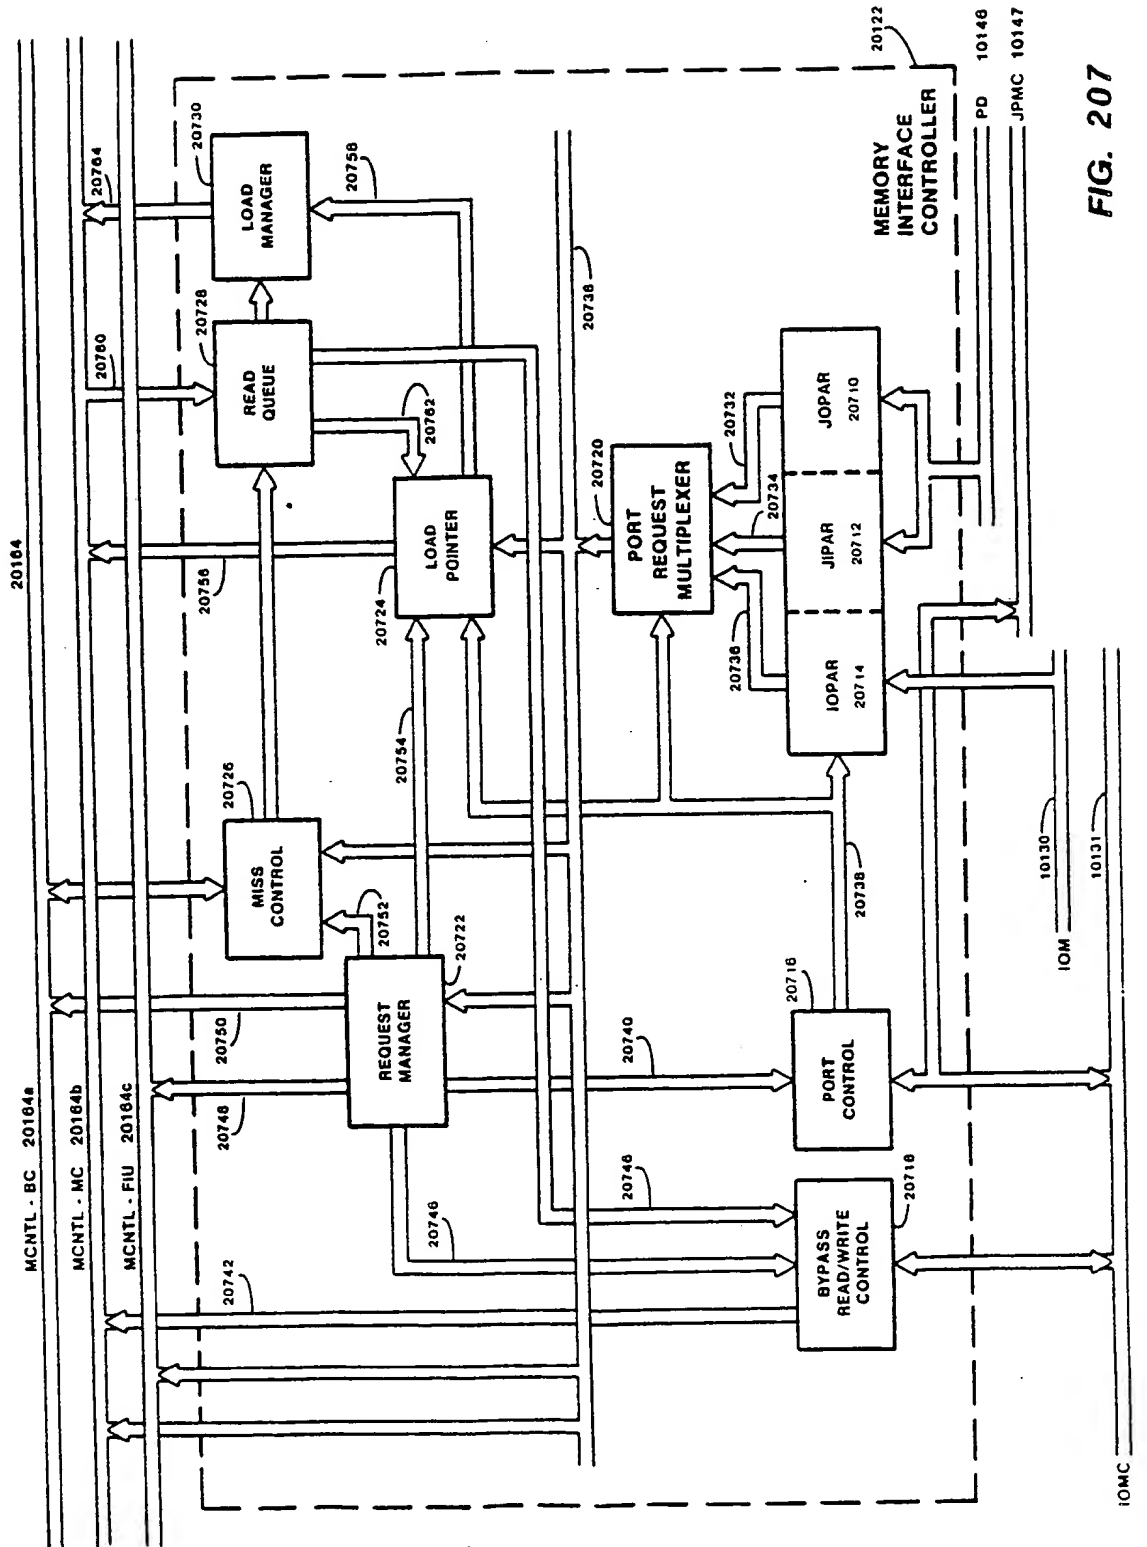 20164
MCNTL - BC 20164a
MCNTL - MC 20164b
MCNTL - FIU 20164c
20742
20748
20750
20726
MISS
CONTROL
20752
REQUEST
MANAGER
20722
20746
20754
20756
20760
20764
READ
QUEUE
20728
LOAD
MANAGER
20730
20762
20758
20724
LOAD
POINTER
20738
20740
20746
BYPASS
READ/WRITE
CONTROL
20718
PORT
CONTROL
20716
20738
PORT
REQUEST
MULTIPLEXER
20720
20736
20734
20732
IOPAR
20714
JIPAR
20712
JOPAR
20710
MEMORY
INTERFACE
CONTROLLER
20122
PD 10146
JPMC 10147
IOM
10130
IOMC
10131
FIG. 207